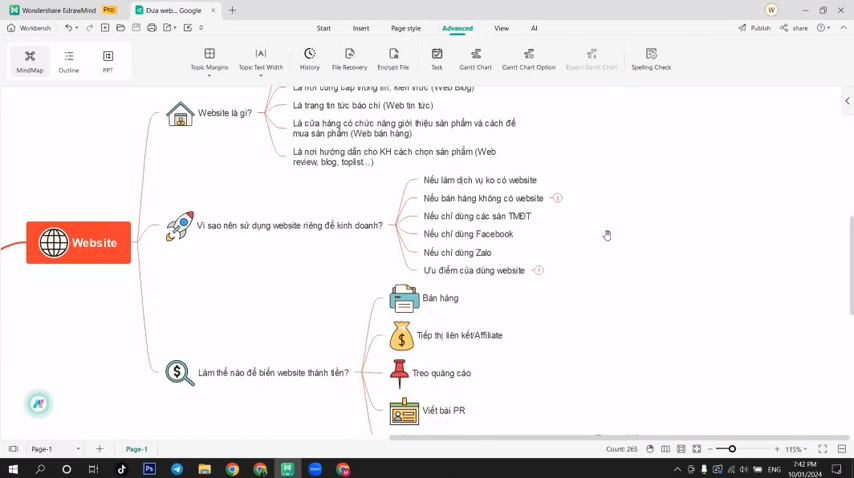 Wondershare EdrawMind Pro
Đưa web... Google
W
Workbench
Start Insert Page style Advanced View AI
Publish share
MindMap Outline PPT
Topic Margins Topic Text Width History File Recovery Encrypt File Task Gantt Chart Gantt Chart Option Export Gantt Chart Spelling Check
Là nơi cung cấp thông tin, kiến thức (Web Blog)
Website là gì?
Là trang tin tức báo chí (Web tin tức)
Là cửa hàng có chức năng giới thiệu sản phẩm và cách để
mua sản phẩm (Web bán hàng)
Là nơi hướng dẫn cho KH cách chọn sản phẩm (Web
review, blog, toplist...)
Website
Vì sao nên sử dụng website riêng để kinh doanh?
Nếu làm dịch vụ ko có website
Nếu bán hàng không có website
Nếu chỉ dùng các sàn TMĐT
Nếu chỉ dùng Facebook
Nếu chỉ dùng Zalo
Ưu điểm của dùng website
Làm thế nào để biến website thành tiền?
Bán hàng
Tiếp thị liên kết/Affiliate
Treo quảng cáo
Viết bài PR
Page-1
Page-1
Count: 265
115%
ENG
7:42 PM
10/01/2024